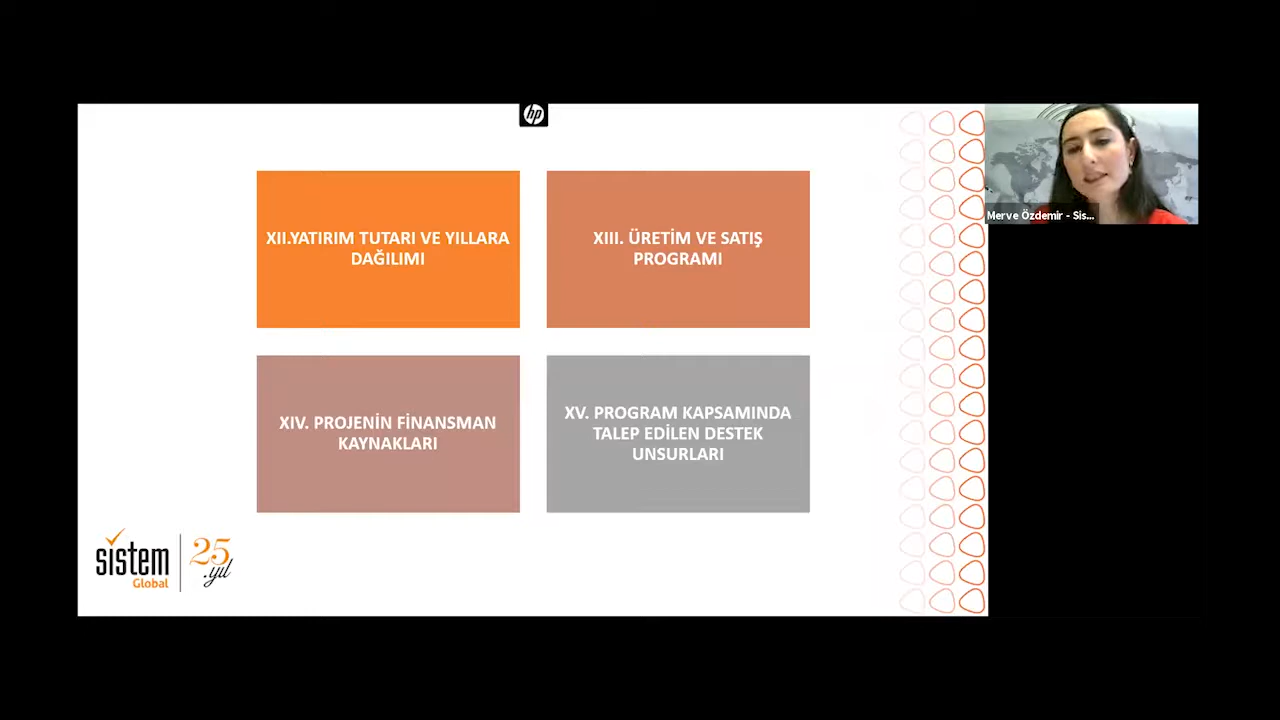 hp
XII.YATIRIM TUTARI VE YILLARA
DAĞILIMI
XIII. ÜRETİM VE SATIŞ
PROGRAMI
Merve Özdemir - Sis...
XIV. PROJENİN FİNANSMAN
KAYNAKLARI
XV. PROGRAM KAPSAMINDA
TALEP EDİLEN DESTEK
UNSURLARI
sistem
Global
25
.yıl